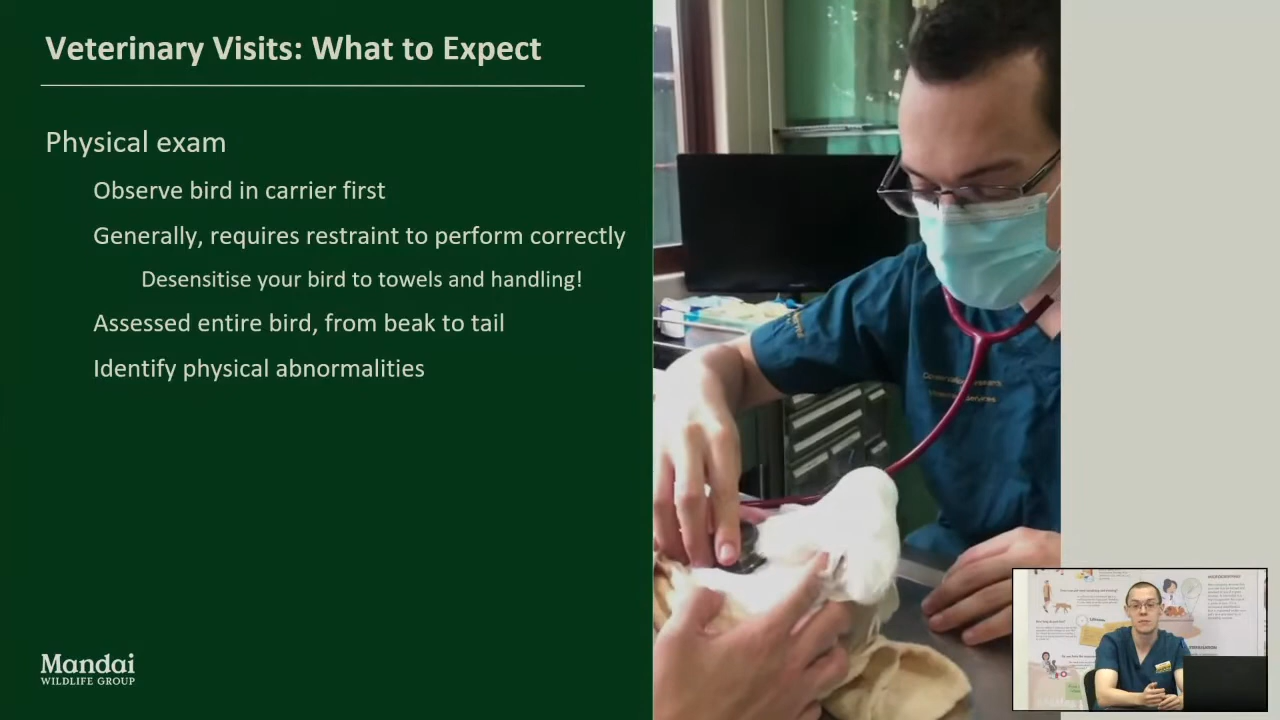 Veterinary Visits: What to Expect
Physical exam
Observe bird in carrier first
Generally, requires restraint to perform correctly
Desensitise your bird to towels and handling!
Assessed entire bird, from beak to tail
Identify physical abnormalities
Mandai
WILDLIFE GROUP